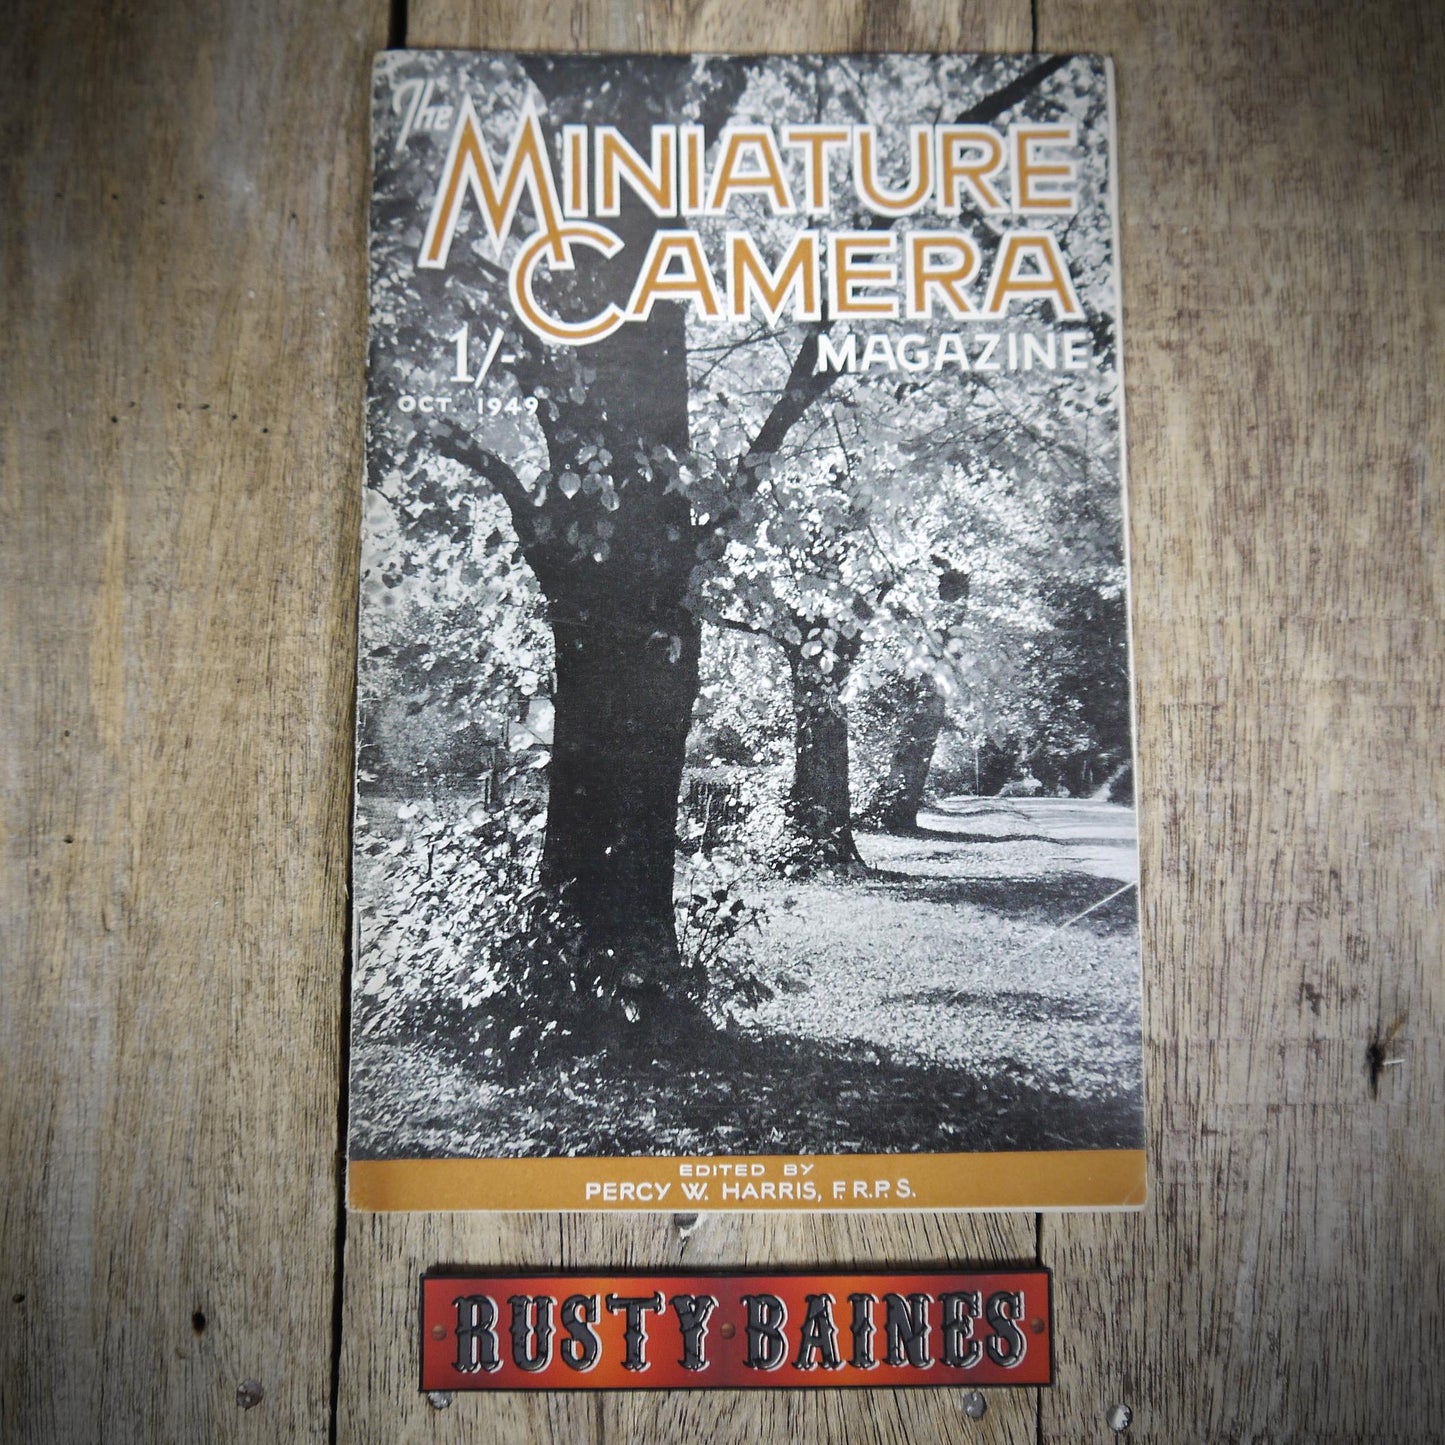 The MINIATURE
CAMERA
MAGAZINE
1/-
OCT. 1949
EDITED BY
PERCY W. HARRIS, F.R.P.S.
RUSTY BAINES